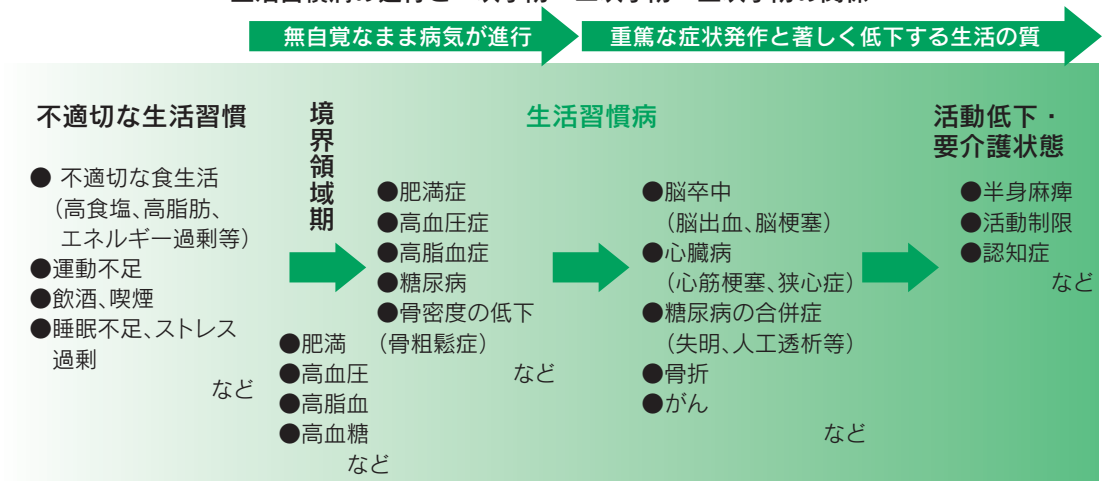 無自覚なまま病気が進行
重篤な症状発作と著しく低下する生活の質
不適切な生活習慣
● 不適切な食生活
(高食塩、高脂肪、
エネルギー過剰等)
●運動不足
●飲酒、喫煙
●睡眠不足、ストレス
過剰
など
境界領域期
●肥満
●高血圧
●高脂血
●高血糖
など
生活習慣病
●肥満症
●高血圧症
●高脂血症
●糖尿病
●骨密度の低下
(骨粗鬆症)
など
●脳卒中
(脳出血、脳梗塞)
●心臓病
(心筋梗塞、狭心症)
●糖尿病の合併症
(失明、人工透析等)
●骨折
●がん
など
活動低下・
要介護状態
●半身麻痺
●活動制限
●認知症
など